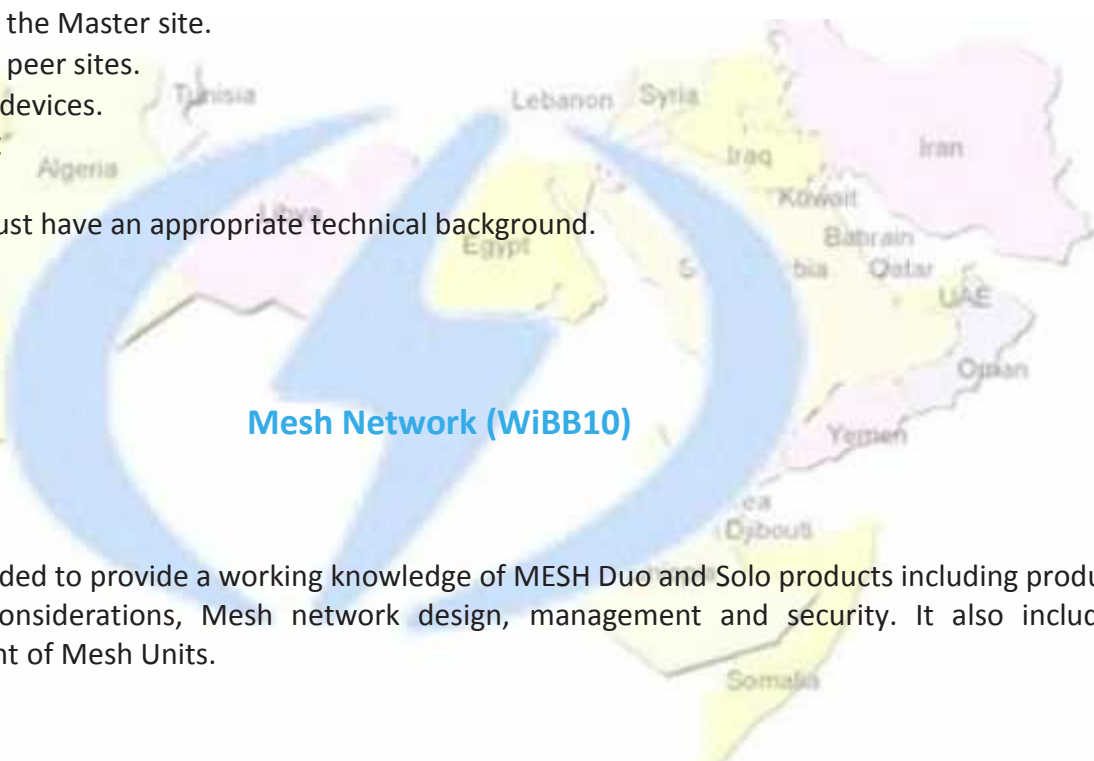 the Master site.
peer sites.
devices.
Tunisia
Lebanon Syria
Algeria
Iraq
Iran
Kuwait
Libya
ust have an appropriate technical background.
Egypt
Bahrain
S bia Qatar
UAE
Oman
Mesh Network (WiBB10)
Yemen
ea
Djibouti
ded to provide a working knowledge of MESH Duo and Solo products including produ
onsiderations, Mesh network design, management and security. It also includ
nt of Mesh Units.
Somalia